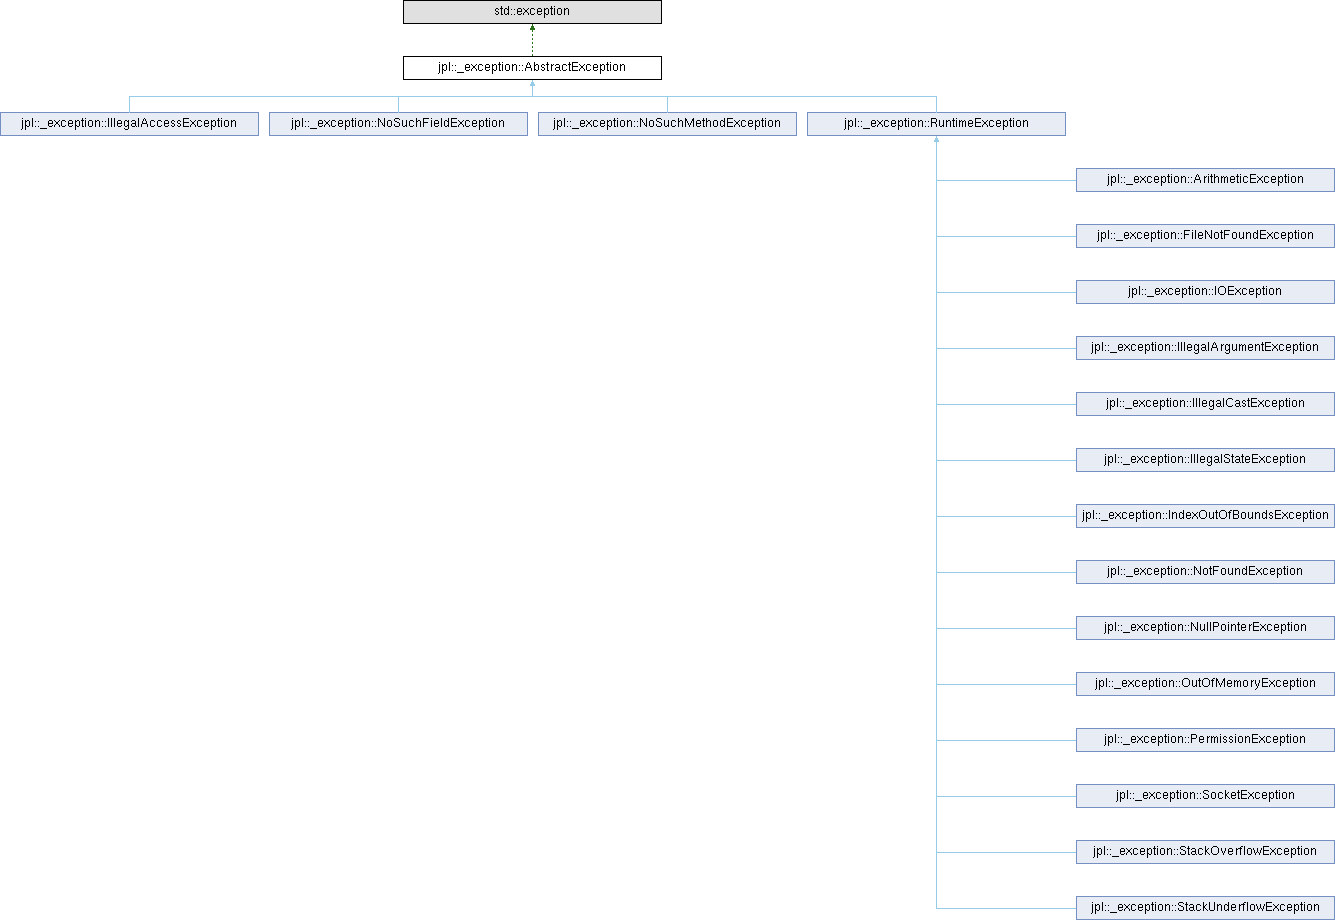 std::exception
jpl::_exception::AbstractException
jpl::_exception::IllegalAccessException
jpl::_exception::NoSuchFieldException
jpl::_exception::NoSuchMethodException
jpl::_exception::RuntimeException
jpl::_exception::ArithmeticException
jpl::_exception::FileNotFoundException
jpl::_exception::IOException
jpl::_exception::IllegalArgumentException
jpl::_exception::IllegalCastException
jpl::_exception::IllegalStateException
jpl::_exception::IndexOutOfBoundsException
jpl::_exception::NotFoundException
jpl::_exception::NullPointerException
jpl::_exception::OutOfMemoryException
jpl::_exception::PermissionException
jpl::_exception::SocketException
jpl::_exception::StackOverflowException
jpl::_exception::StackUnderflowException